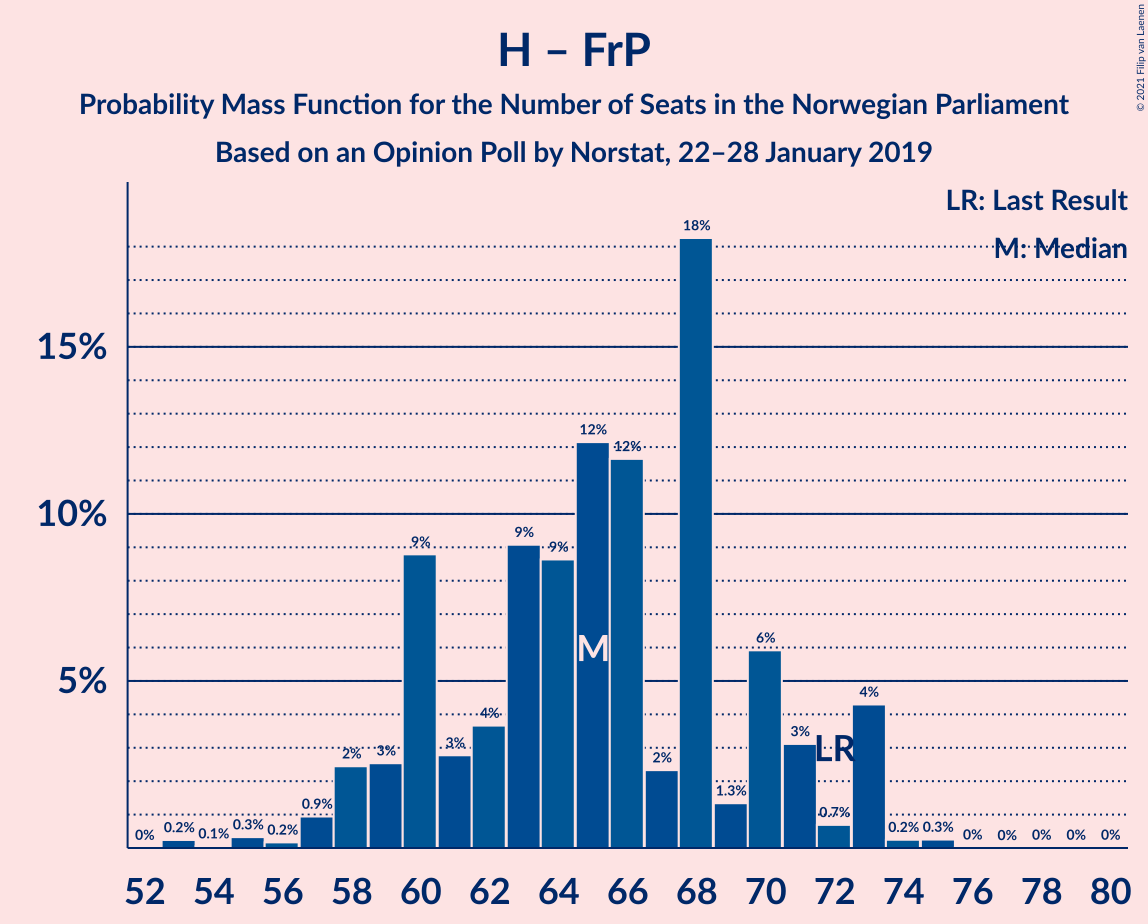 H – FrP
Probability Mass Function for the Number of Seats in the Norwegian Parliament
Based on an Opinion Poll by Norstat, 22–28 January 2019
© 2021 Filip van Laenen
LR: Last Result
M: Median
15%
10%
5%
0% 0.2% 0.1% 0.3% 0.2% 0.9% 2% 3% 9% 3% 4% 9% 9% 12% 12% 2% 18% 1.3% 6% 3% 0.7% 4% 0.2% 0.3% 0% 0% 0% 0% 0%
M
LR
52 54 56 58 60 62 64 66 68 70 72 74 76 78 80